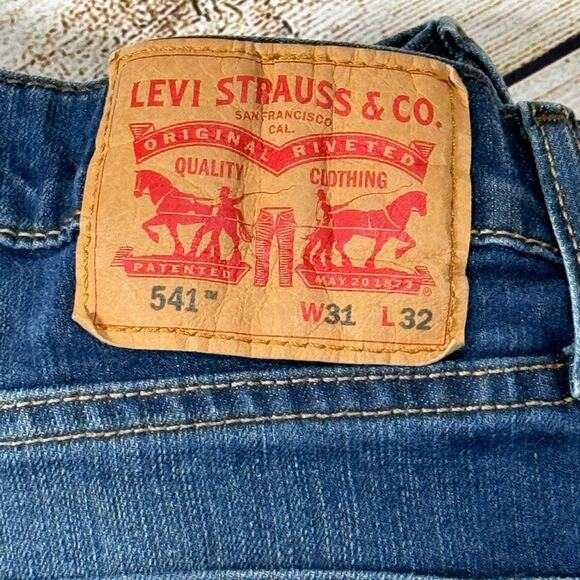 LEVI STRAUSS & CO.
SAN FRANCISCO
CAL.
ORIGINAL RIVETED
QUALITY CLOTHING
PATENTED MAY 20 1873 ®
541™ W31 L32